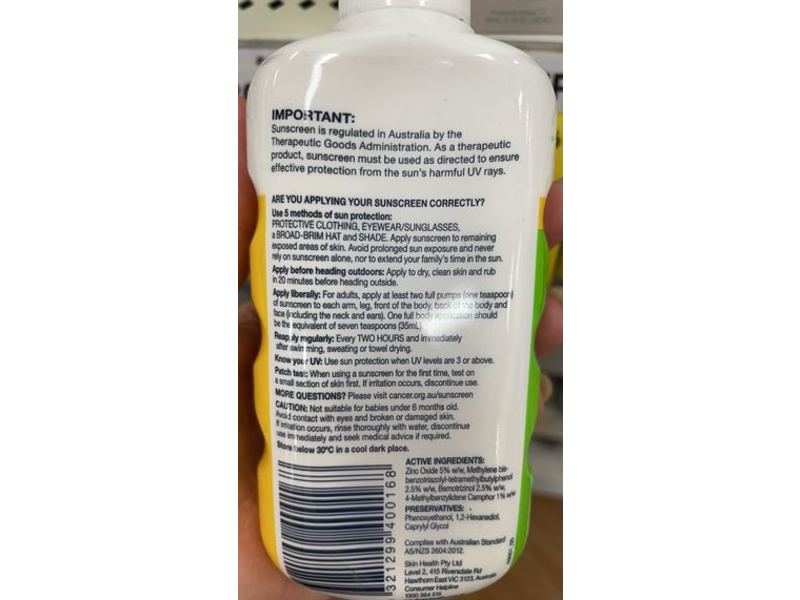 IMPORTANT:
Sunscreen is regulated in Australia by the
Therapeutic Goods Administration. As a therapeutic
product, sunscreen must be used as directed to ensure
effective protection from the sun's harmful UV rays.
ARE YOU APPLYING YOUR SUNSCREEN CORRECTLY?
Use 5 methods of sun protection:
PROTECTIVE CLOTHING, EYEWEAR/SUNGLASSES,
a BROAD-BRIM HAT and SHADE. Apply sunscreen to remaining
exposed areas of skin. Avoid prolonged sun exposure and never
rely on sunscreen alone, nor to extend your family's time in the sun.
Apply before heading outdoors: Apply to dry, clean skin and rub
in 20 minutes before heading outside.
Apply liberally: For adults, apply at least two full pumps (one teaspoon)
of sunscreen to each arm, leg, front of the body, back of the body and
face (including the neck and ears). One full body application should
be the equivalent of seven teaspoons (35mL).
Reapply regularly: Every TWO HOURS and immediately
after swimming, sweating or towel drying.
Know your UV: Use sun protection when UV levels are 3 or above.
Patch test: When using a sunscreen for the first time, test on
a small section of skin first. If irritation occurs, discontinue use.
MORE QUESTIONS? Please visit cancer.org.au/sunscreen
CAUTION: Not suitable for babies under 6 months old.
Avoid contact with eyes and broken or damaged skin.
If irritation occurs, rinse thoroughly with water, discontinue
use immediately and seek medical advice if required.
Store below 30°C in a cool dark place.
ACTIVE INGREDIENTS:
Zinc Oxide 5% w/w, Methylene bis-
benzotriazolyl-tetramethylbutylphenol
2.5% w/w, Bemotrizinol 2.5% w/w,
4-Methylbenzylidene Camphor 1% w/w
PRESERVATIVES:
Phenoxyethanol, 1,2-Hexanediol,
Caprylyl Glycol
Complies with Australian Standard
AS/NZS 2604:2012.
Skin Health Pty Ltd
Level 2, 415 Riversdale Rd
Hawthorn East VIC 3123, Australia
Consumer Helpline
1300 364 515
321299 400168